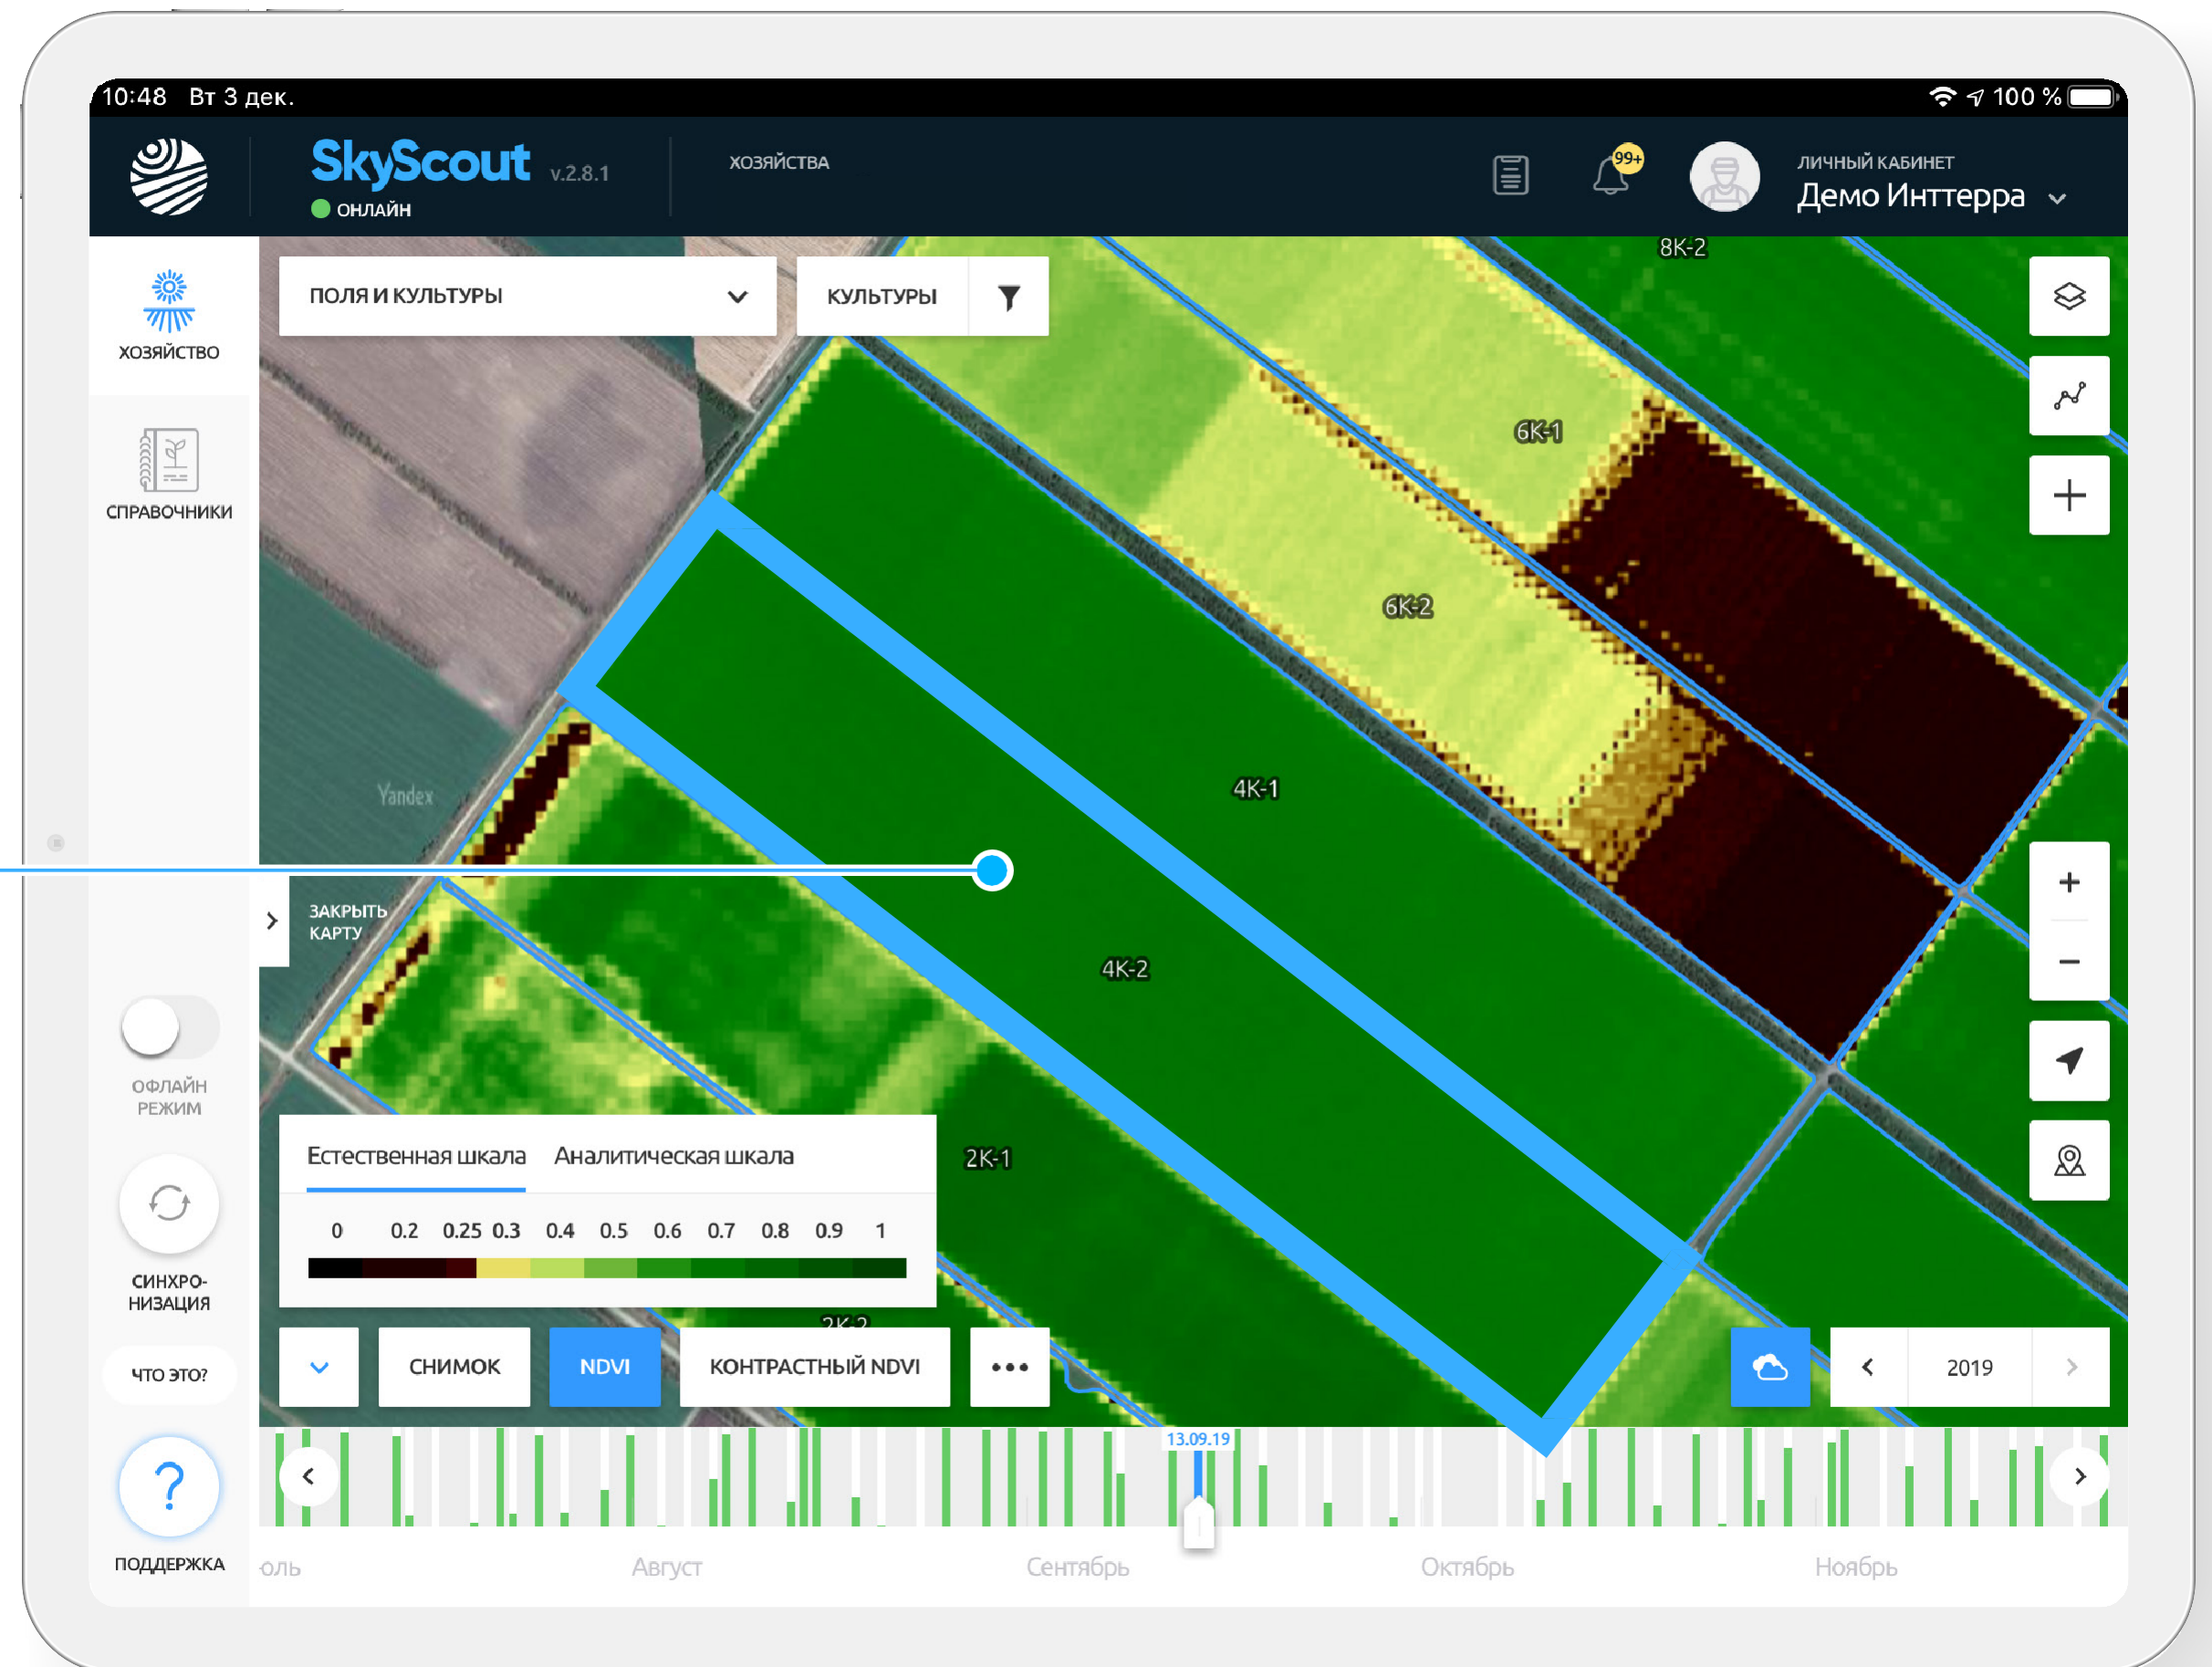 10:48 Вт 3 дек.
100 %
SkyScout v.2.8.1
ОНЛАЙН
ХОЗЯЙСТВА
99+
ЛИЧНЫЙ КАБИНЕТ
Демо Инттерра
ХОЗЯЙСТВО
СПРАВОЧНИКИ
ПОЛЯ И КУЛЬТУРЫ
КУЛЬТУРЫ
8К-2
6К-1
6К-2
4К-1
Yandex
ЗАКРЫТЬ
КАРТУ
4К-2
ОФЛАЙН
РЕЖИМ
2К-1
Естественная шкала Аналитическая шкала
0 0.2 0.25 0.3 0.4 0.5 0.6 0.7 0.8 0.9 1
СИНХРО-
НИЗАЦИЯ
2К-2
ЧТО ЭТО?
СНИМОК
NDVI
КОНТРАСТНЫЙ NDVI
2019
13.09.19
ПОДДЕРЖКА
юль Август Сентябрь Октябрь Ноябрь